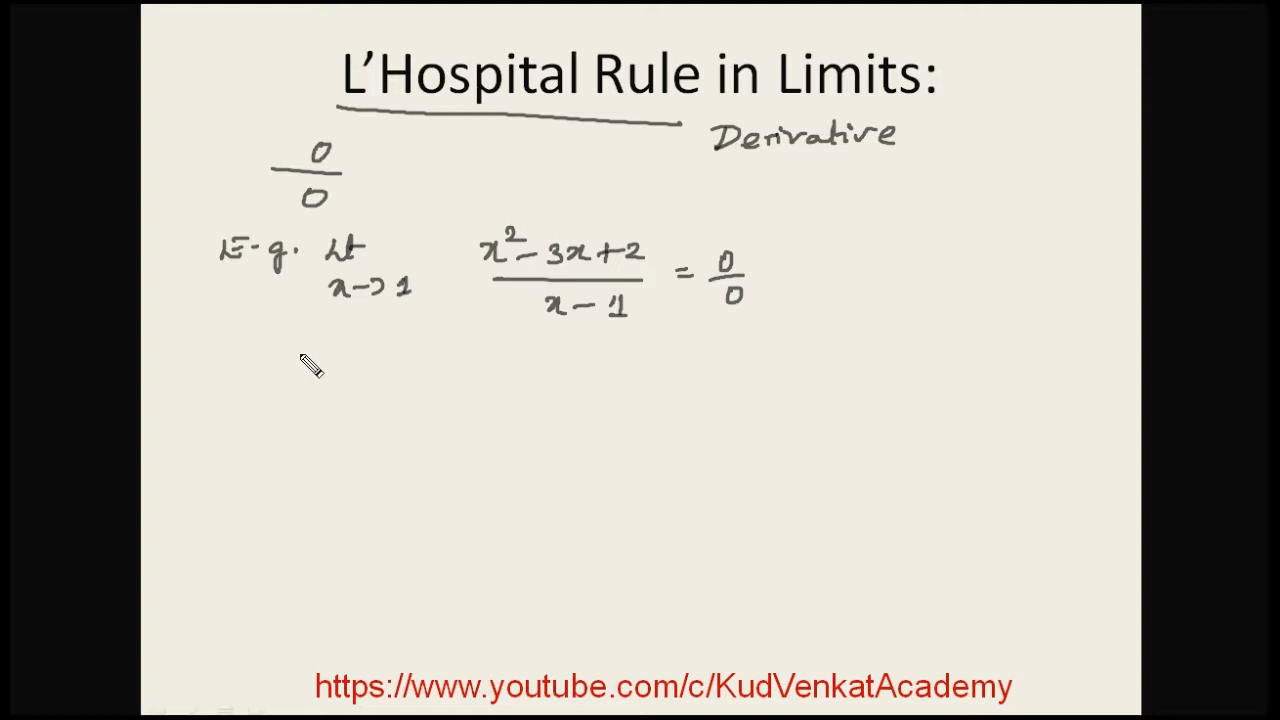 L'Hospital Rule in Limits:
Derivative
0
0
E-g. Lt x² - 3x + 2 = 0
x→1 x - 1 0
https://www.youtube.com/c/KudVenkatAcademy